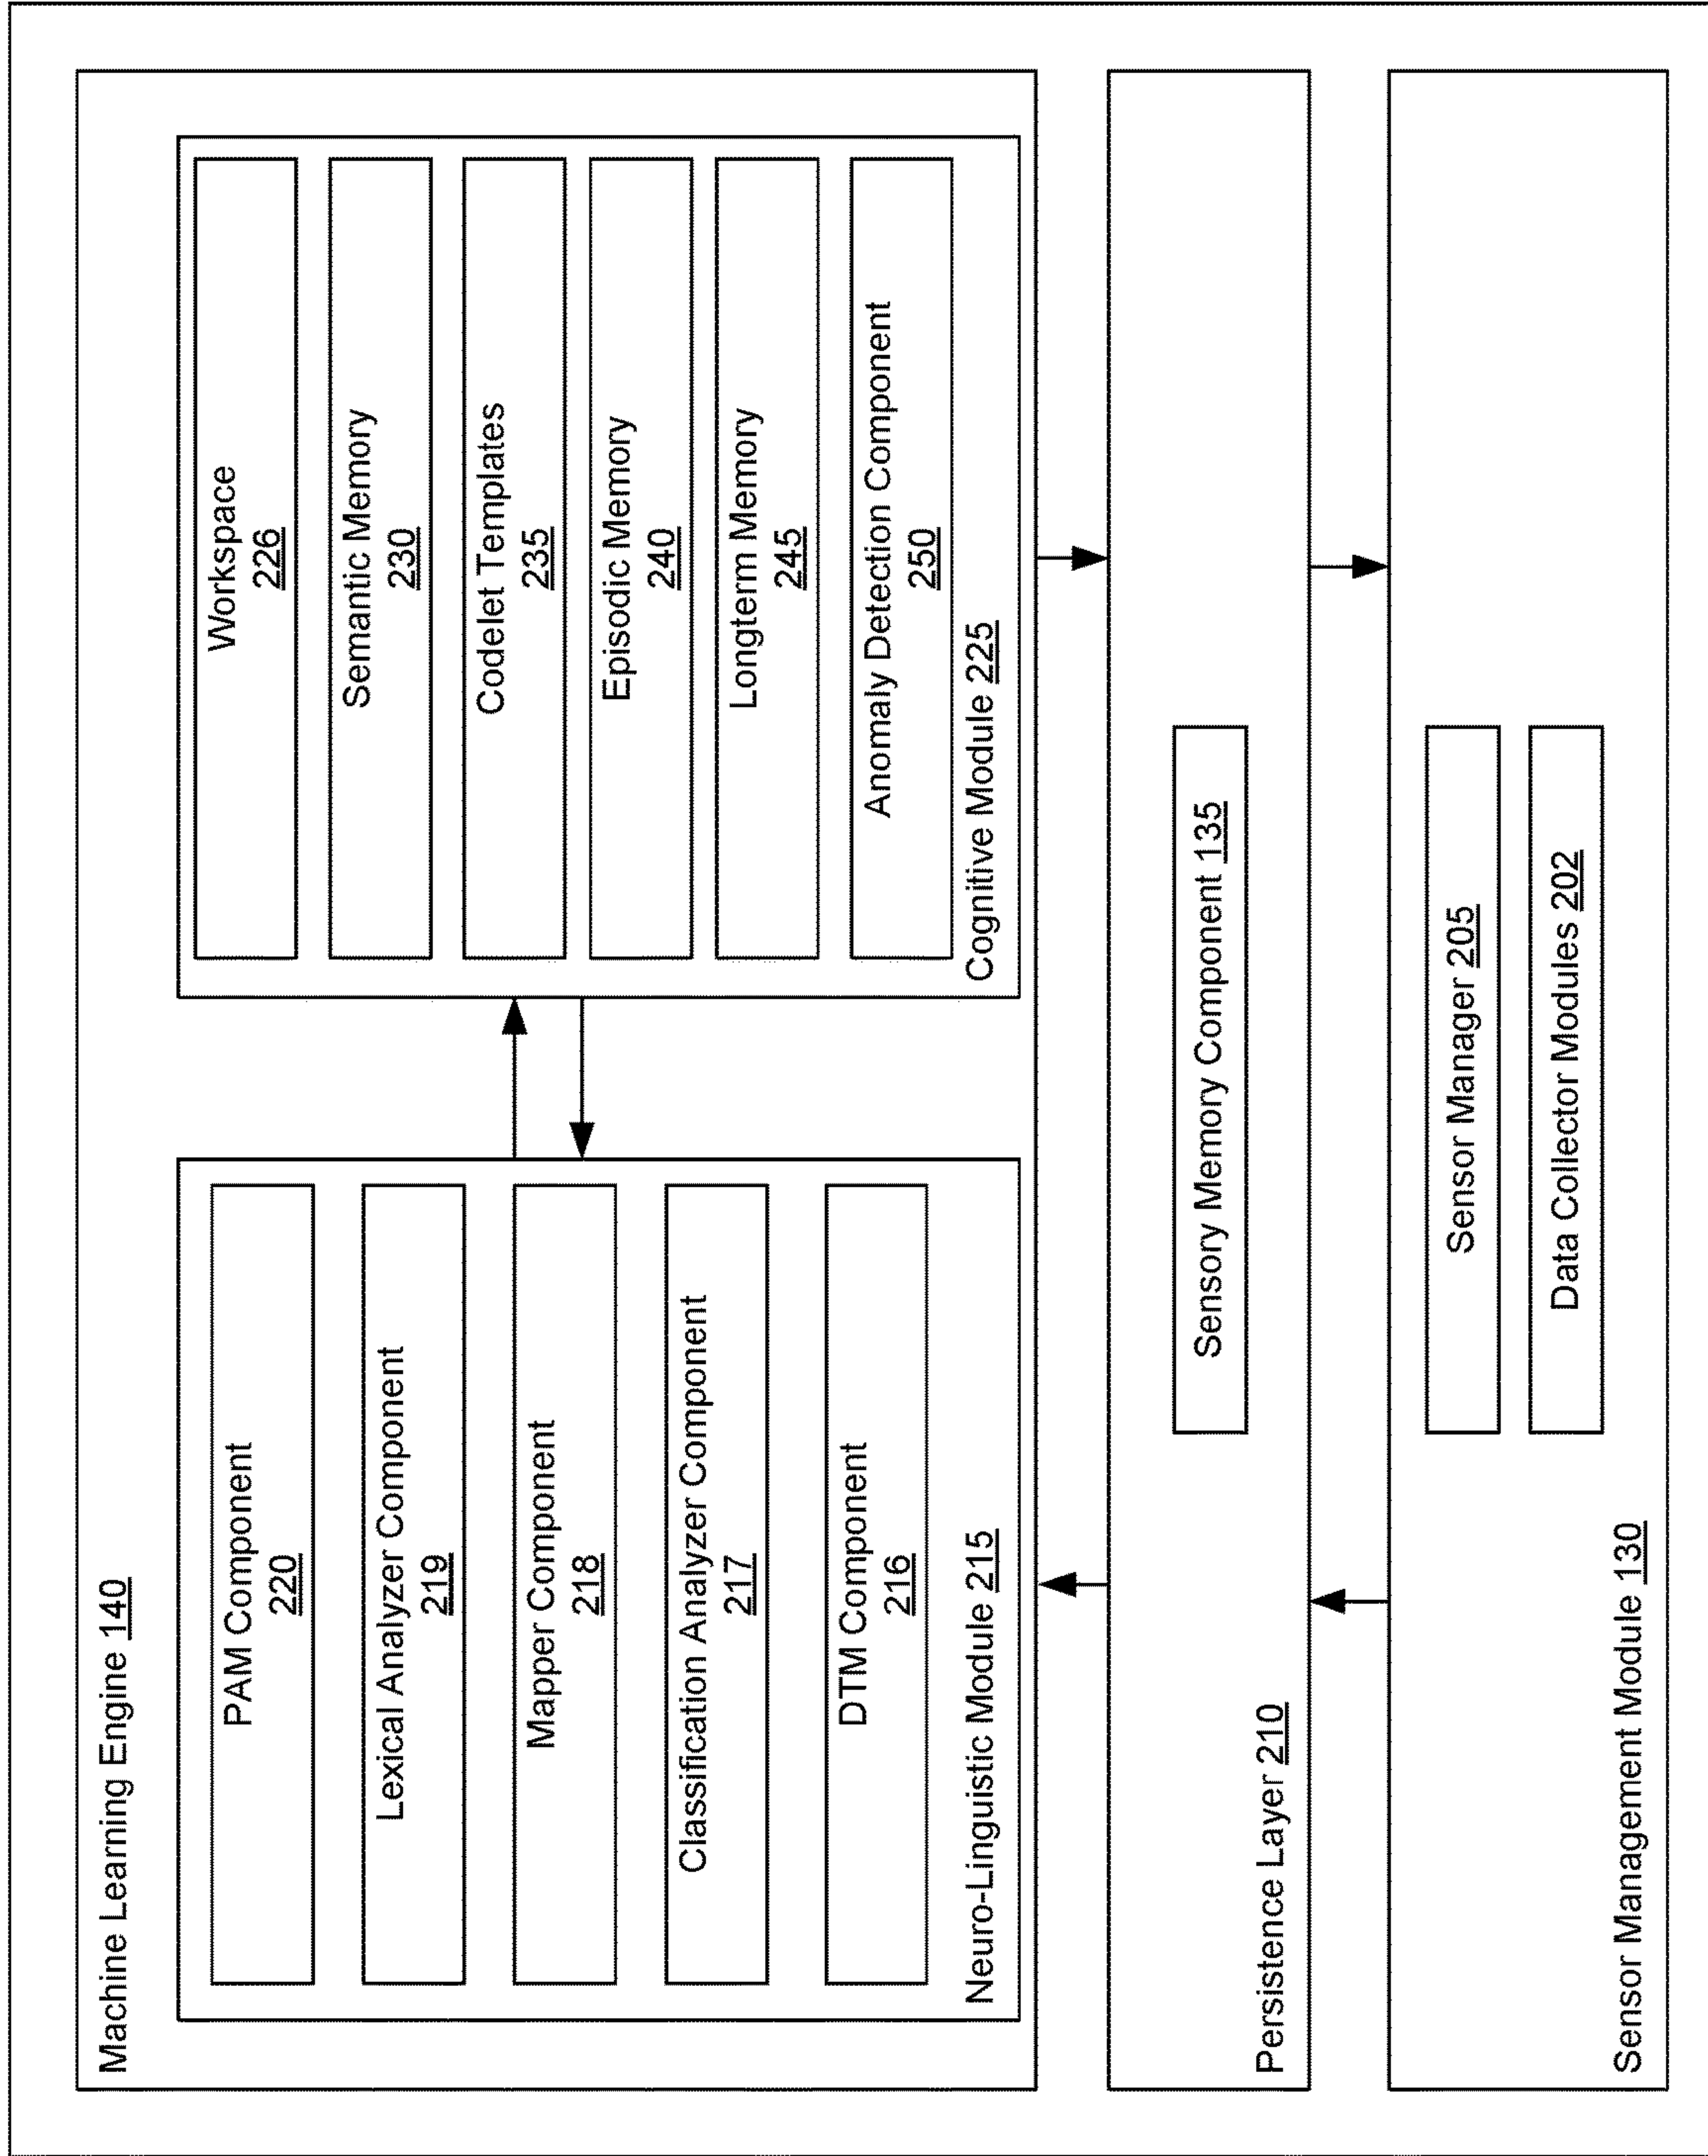 Machine Learning Engine 140
PAM Component
220
Lexical Analyzer Component
219
Mapper Component
218
Classification Analyzer Component
217
DTM Component
216
Neuro-Linguistic Module 215
Workspace
226
Semantic Memory
230
Codelet Templates
235
Episodic Memory
240
Longterm Memory
245
Anomaly Detection Component
250
Cognitive Module 225
Sensory Memory Component 135
Persistence Layer 210
Sensor Manager 205
Data Collector Modules 202
Sensor Management Module 130